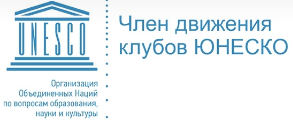 UNESCO
Организация
Объединенных Наций
по вопросам образования,
науки и культуры
Член движения
клубов ЮНЕСКО